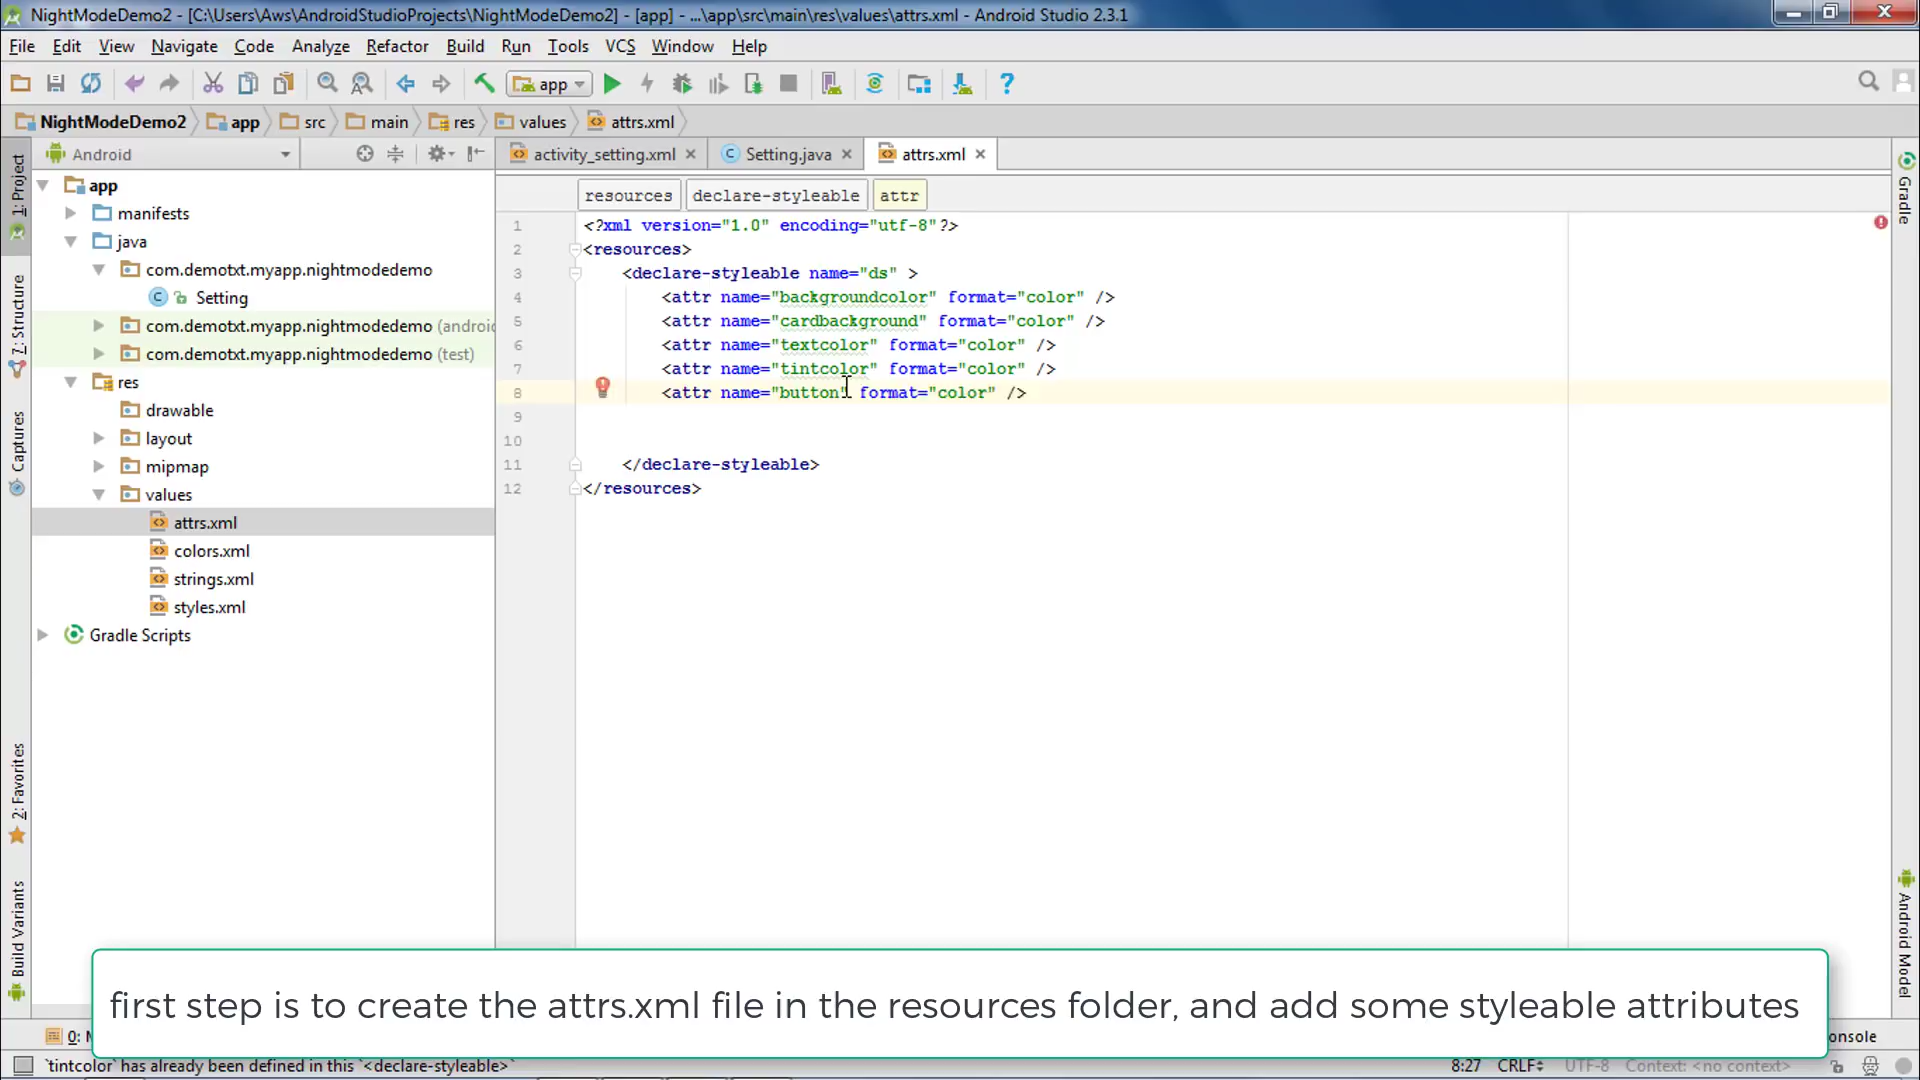 NightModeDemo2 - [C:\Users\Aws\AndroidStudioProjects\NightModeDemo2] - [app] - ...\app\src\main\res\values\attrs.xml - Android Studio 2.3.1
File Edit View Navigate Code Analyze Refactor Build Run Tools VCS Window Help
app
NightModeDemo2 app src main res values attrs.xml
Android
activity_setting.xml Setting.java attrs.xml
1: Project
7: Structure
Captures
2: Favorites
Build Variants
app
manifests
java
com.demotxt.myapp.nightmodedemo
Setting
com.demotxt.myapp.nightmodedemo (androi
com.demotxt.myapp.nightmodedemo (test)
res
drawable
layout
mipmap
values
attrs.xml
colors.xml
strings.xml
styles.xml
Gradle Scripts
resources declare-styleable attr
1 <?xml version="1.0" encoding="utf-8"?>
2 <resources>
3 <declare-styleable name="ds" >
4 <attr name="backgroundcolor" format="color" />
5 <attr name="cardbackground" format="color" />
6 <attr name="textcolor" format="color" />
7 <attr name="tintcolor" format="color" />
8 <attr name="button" format="color" />
9
10
11 </declare-styleable>
12 </resources>
Gradle
Android Model
first step is to create the attrs.xml file in the resources folder, and add some styleable attributes
0:
onsole
`tintcolor` has already been defined in this `<declare-styleable>`
8:27 CRLF UTF-8 Context: <no context>